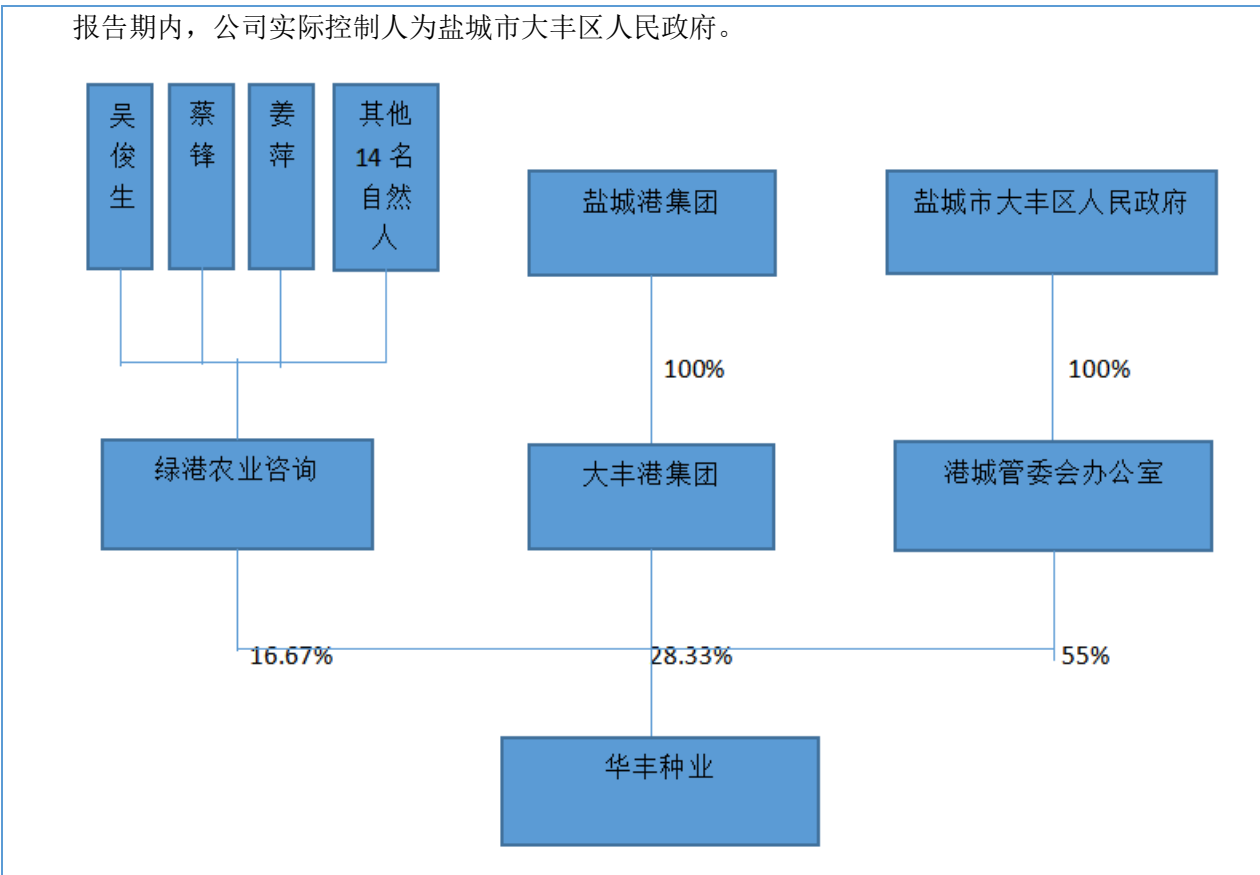 报告期内，公司实际控制人为盐城市大丰区人民政府。
吴俊生
蔡锋
姜萍
其他
14 名
自然
人
盐城港集团
盐城市大丰区人民政府
100%
100%
绿港农业咨询
大丰港集团
港城管委会办公室
16.67%
28.33%
55%
华丰种业